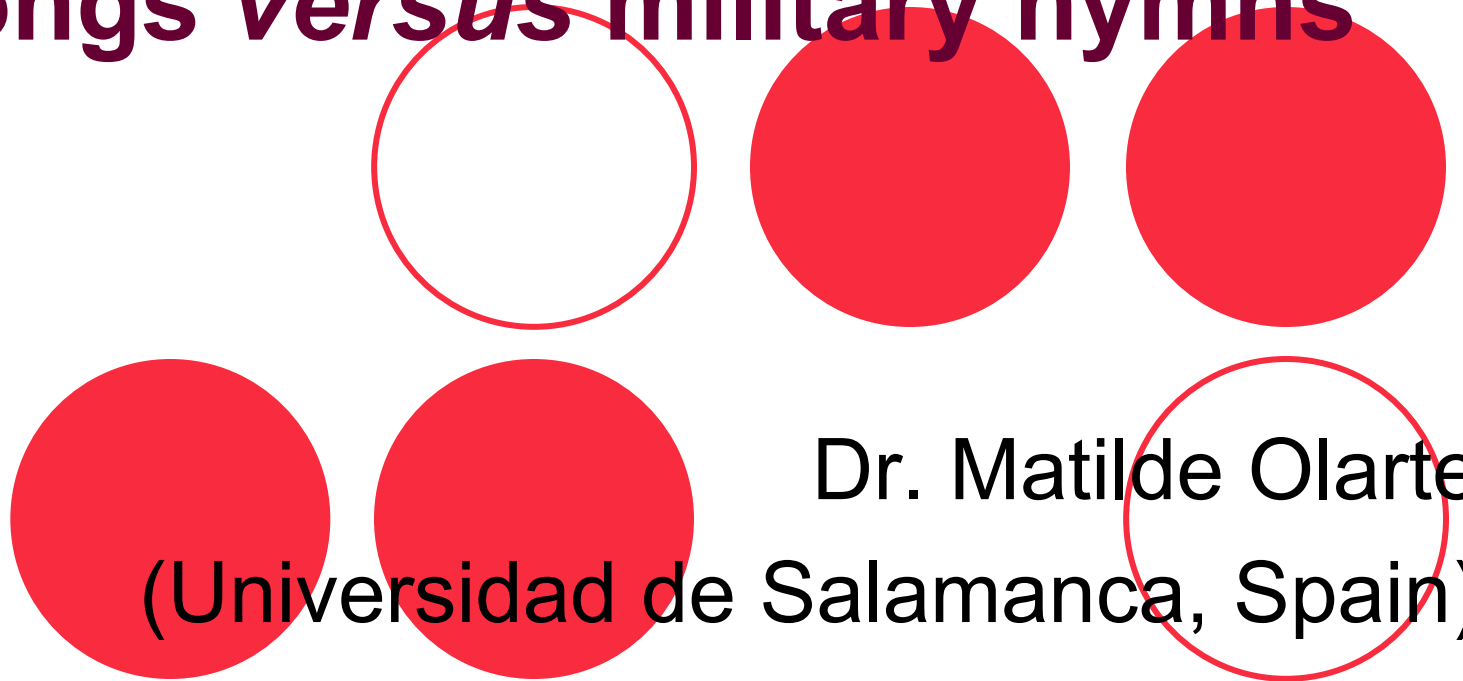 versus military hymns
Dr. Matilde Olarte
(Universidad de Salamanca, Spain)